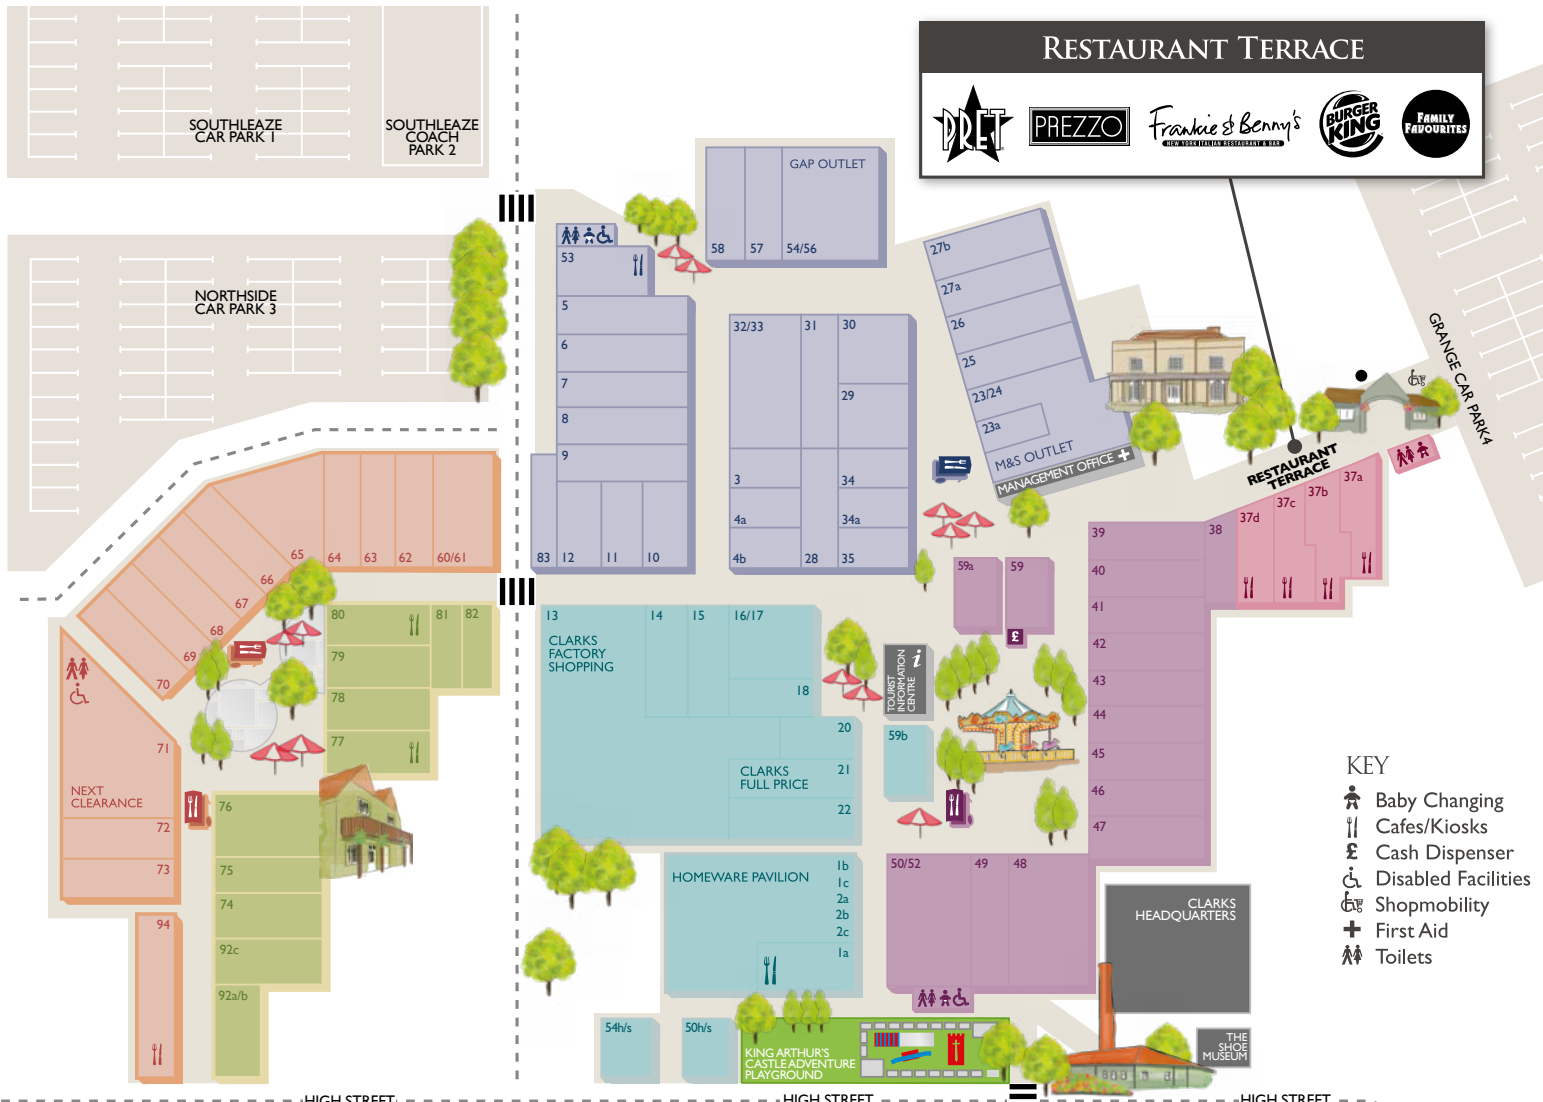 RESTAURANT TERRACE
PRET
PREZZO
Frankie & Benny's
NEW YORK ITALIAN RESTAURANT & BAR
BURGER
KING
FAMILY
FAVOURITES
SOUTHLEAZE
CAR PARK 1
SOUTHLEAZE
COACH
PARK 2
NORTHSIDE
CAR PARK 3
GRANGE CAR PARK 4
GAP OUTLET
58
57
54/56
53
5
6
7
8
9
83
12
11
10
32/33
31
30
29
3
34
4a
34a
4b
28
35
27b
27a
26
25
23/24
23a
M&S OUTLET
MANAGEMENT OFFICE
RESTAURANT
TERRACE
37a
37b
37c
37d
38
39
40
41
42
43
44
45
46
47
59a
59
£
65
64
63
62
60/61
66
67
68
69
70
71
NEXT
CLEARANCE
72
73
94
80
81
82
79
78
77
76
75
74
92c
92a/b
13
CLARKS
FACTORY
SHOPPING
14
15
16/17
18
20
CLARKS
FULL PRICE
21
22
TOURIST
INFORMATION
CENTRE
i
59b
HOMEWARE PAVILION
1b
1c
2a
2b
2c
1a
50/52
49
48
54h/s
50h/s
KING ARTHUR'S
CASTLE ADVENTURE
PLAYGROUND
CLARKS
HEADQUARTERS
THE
SHOE
MUSEUM
KEY
Baby Changing
Cafes/Kiosks
£ Cash Dispenser
Disabled Facilities
Shopmobility
First Aid
Toilets
HIGH STREET
HIGH STREET
HIGH STREET